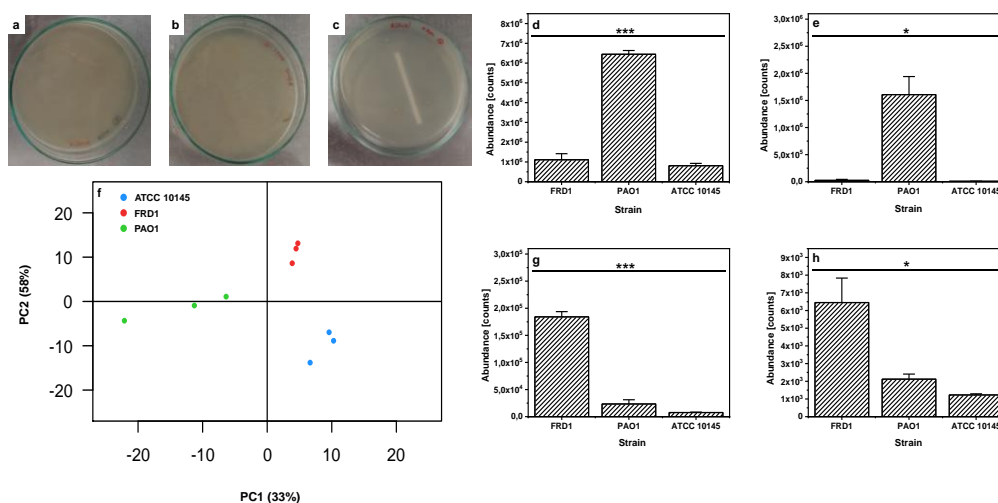 a
b
c
d
***
8x10⁶
7x10⁶
6x10⁶
5x10⁶
4x10⁶
3x10⁶
2x10⁶
1x10⁶
0
Abundance [counts]
FRD1 PAO1 ATCC 10145
Strain
e
*
2,5x10⁶
2,0x10⁶
1,5x10⁶
1,0x10⁶
5,0x10⁵
0,0
Abundance [counts]
FRD1 PAO1 ATCC 10145
Strain
f
ATCC 10145
FRD1
PAO1
20
10
0
-10
-20
PC2 (58%)
-20 -10 0 10 20
PC1 (33%)
g
***
3,0x10⁵
2,5x10⁵
2,0x10⁵
1,5x10⁵
1,0x10⁵
5,0x10⁴
0,0
Abundance [counts]
FRD1 PAO1 ATCC 10145
Strain
h
*
9x10³
8x10³
7x10³
6x10³
5x10³
4x10³
3x10³
2x10³
1x10³
0
Abundance [counts]
FRD1 PAO1 ATCC 10145
Strain